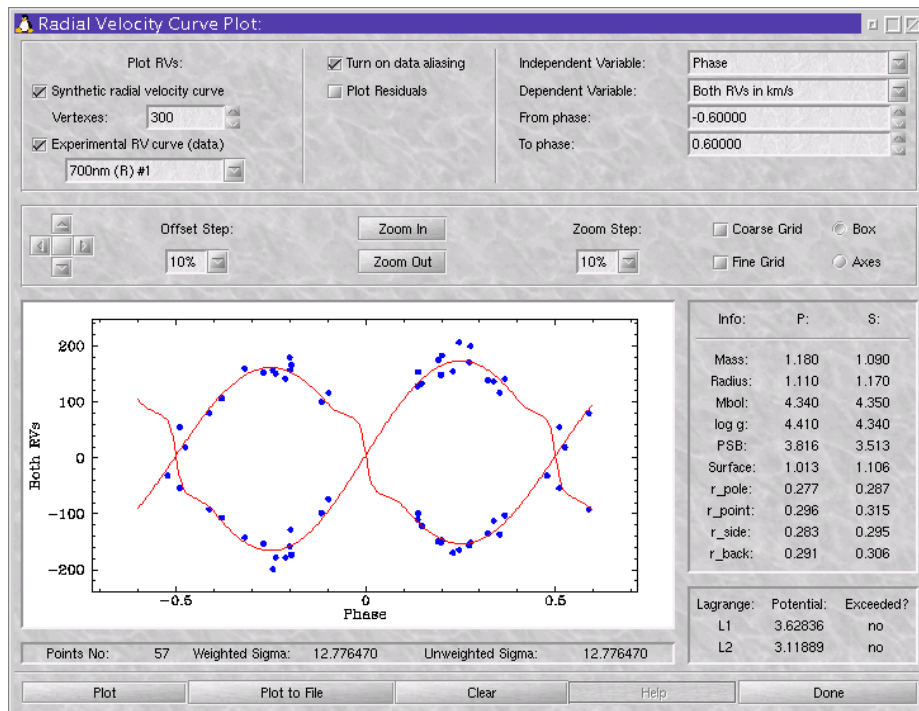 Radial Velocity Curve Plot:
Plot RVs:
Synthetic radial velocity curve
Vertexes: 300
Experimental RV curve (data)
700nm (R) #1
Turn on data aliasing
Plot Residuals
Independent Variable: Phase
Dependent Variable: Both RVs in km/s
From phase: -0.60000
To phase: 0.60000
Offset Step:
10%
Zoom In
Zoom Out
Zoom Step:
10%
Coarse Grid
Fine Grid
Box
Axes
200
100
0
-100
-200
Both RVs
-0.5 0 0.5
Phase
Info: P: S:
Mass: 1.180 1.090
Radius: 1.110 1.170
Mbol: 4.340 4.350
log g: 4.410 4.340
PSB: 3.816 3.513
Surface: 1.013 1.106
r_pole: 0.277 0.287
r_point: 0.296 0.315
r_side: 0.283 0.295
r_back: 0.291 0.306
Lagrange: Potential: Exceeded?
L1 3.62836 no
L2 3.11889 no
Points No: 57 Weighted Sigma: 12.776470 Unweighted Sigma: 12.776470
Plot Plot to File Clear Help Done